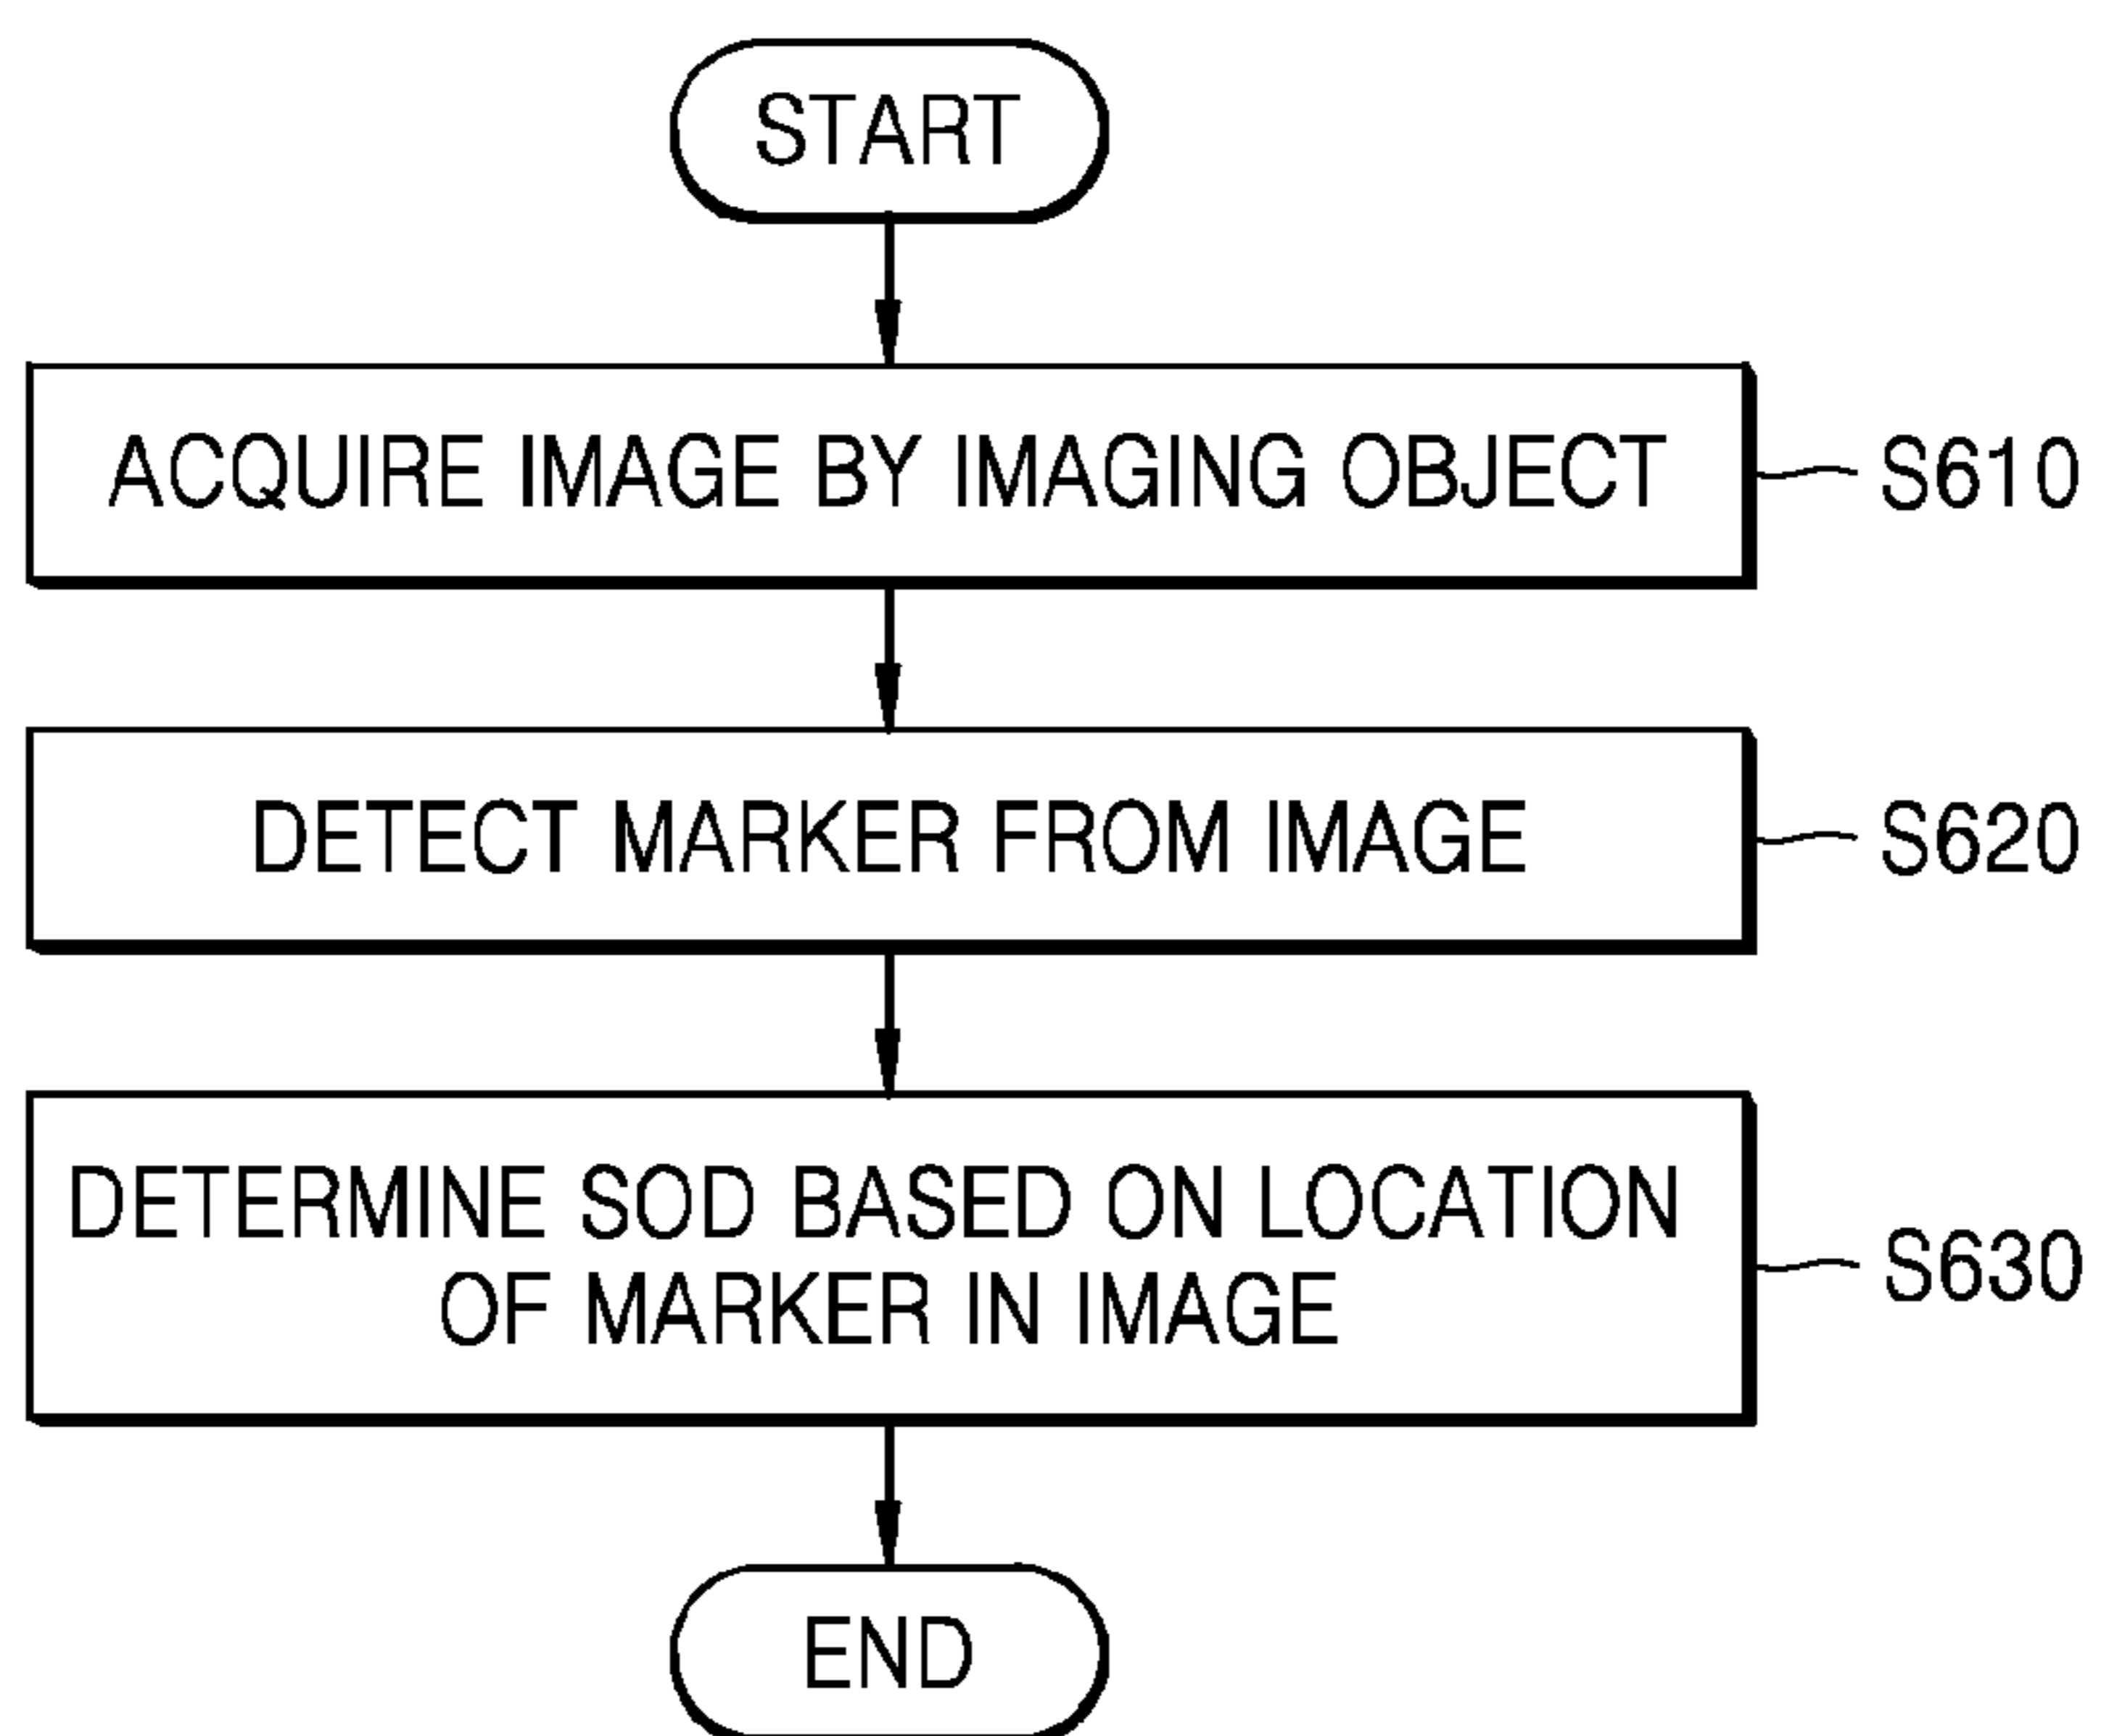 START
ACQUIRE IMAGE BY IMAGING OBJECT
S610
DETECT MARKER FROM IMAGE
S620
DETERMINE SOD BASED ON LOCATION
OF MARKER IN IMAGE
S630
END